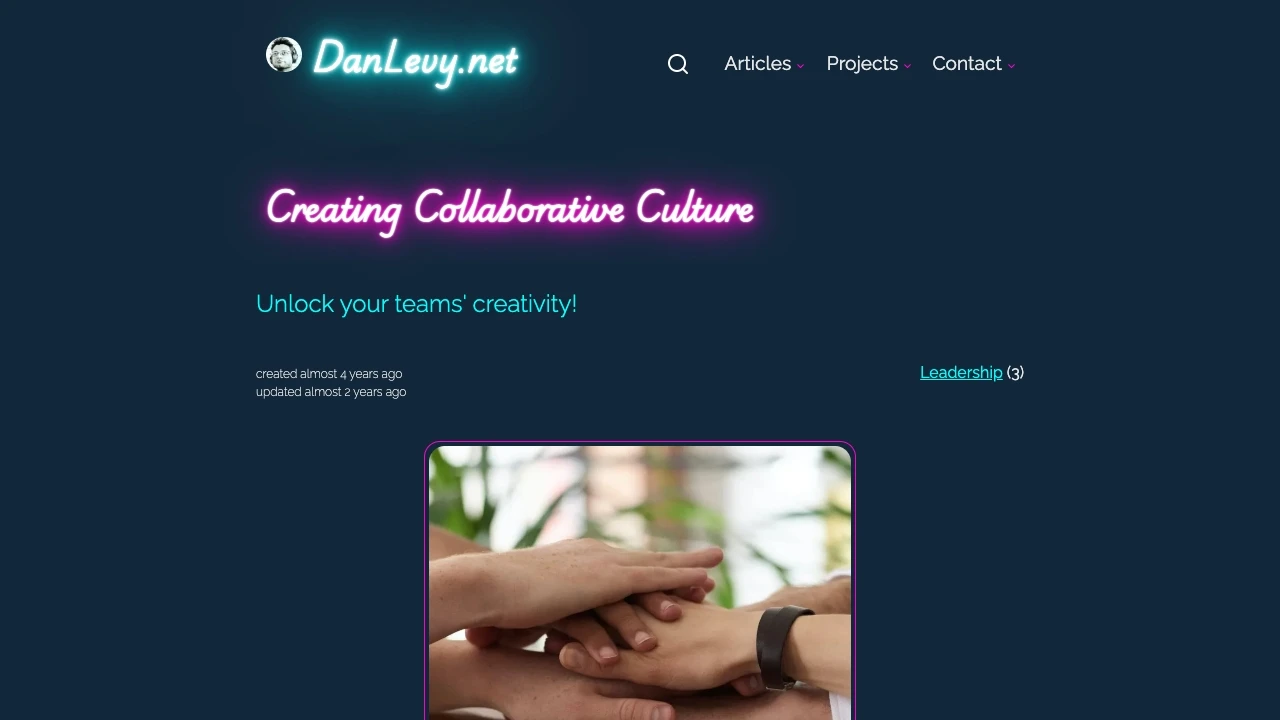 DanLevy.net
Articles
Projects
Contact
Creating Collaborative Culture
Unlock your teams' creativity!
created almost 4 years ago
updated almost 2 years ago
Leadership (3)